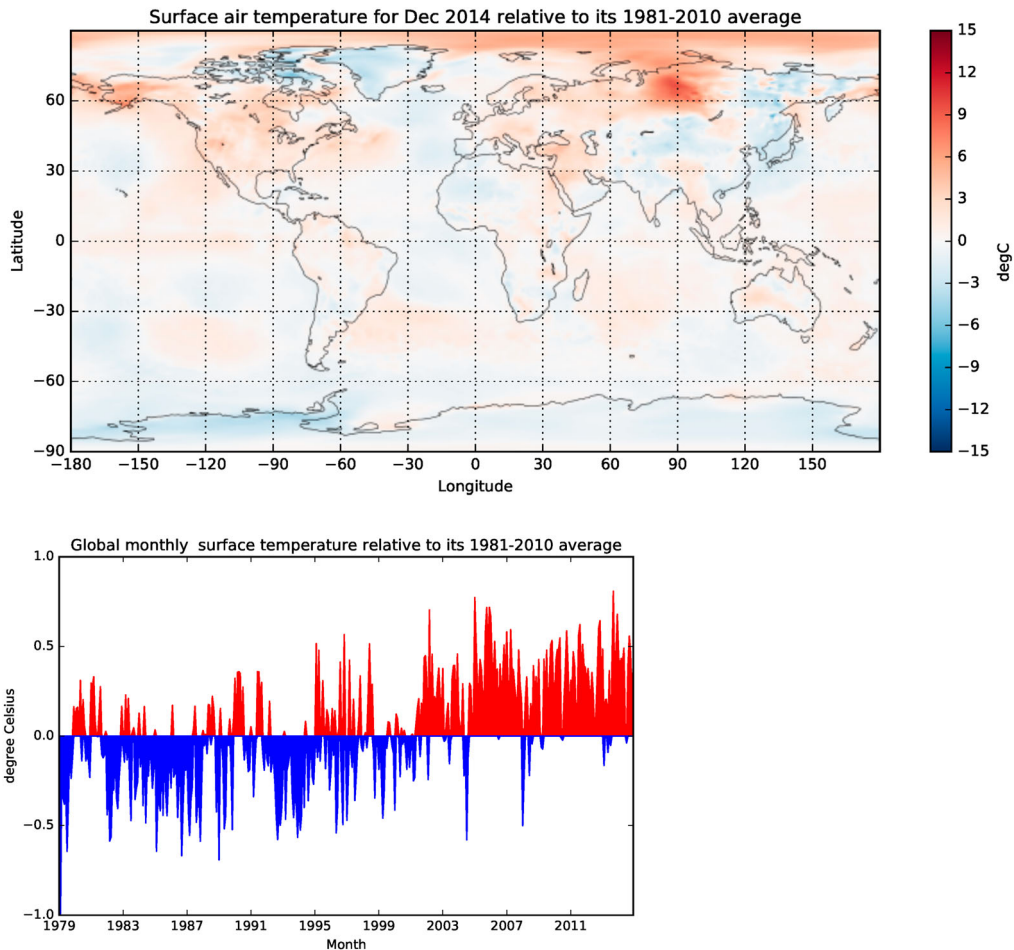 Surface air temperature for Dec 2014 relative to its 1981-2010 average
60
30
0
−30
−60
−90
Latitude
−180 −150 −120 −90 −60 −30 0 30 60 90 120 150
Longitude
15
12
9
6
3
0
−3
−6
−9
−12
−15
degC
Global monthly  surface temperature relative to its 1981-2010 average
1.0
0.5
0.0
−0.5
−1.0
degree Celsius
1979 1983 1987 1991 1995 1999 2003 2007 2011
Month